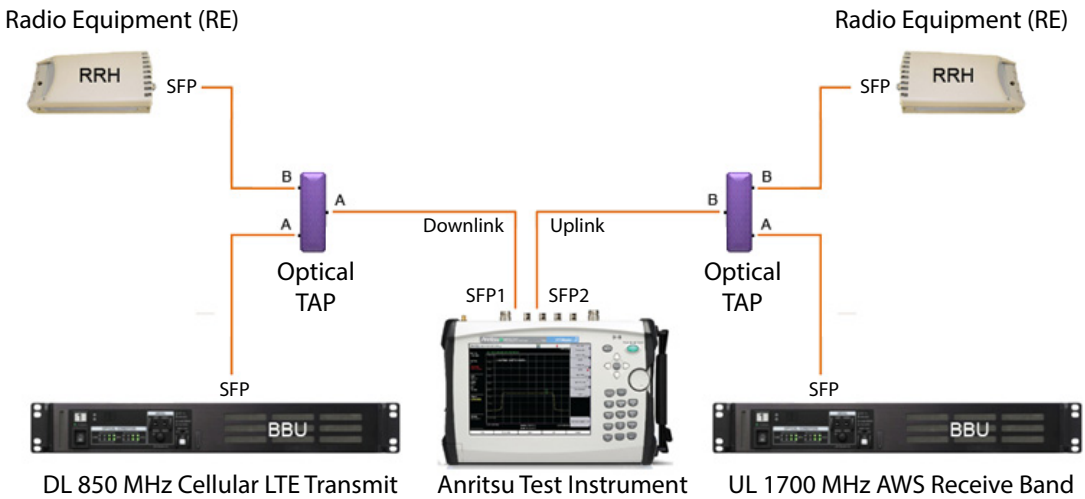 Radio Equipment (RE)
Radio Equipment (RE)
RRH
SFP
SFP
RRH
B
A
A
Downlink
Uplink
B
B
A
Optical
TAP
Optical
TAP
SFP1
SFP2
SFP
SFP
BBU
BBU
DL 850 MHz Cellular LTE Transmit
Anritsu Test Instrument
UL 1700 MHz AWS Receive Band